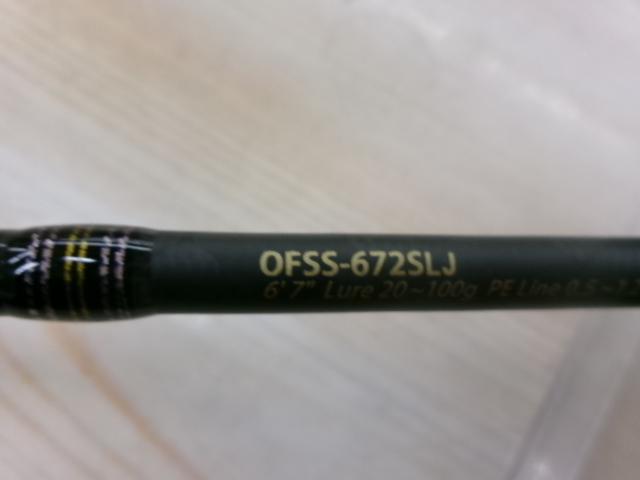 OFSS-672SLJ
6' 7" Lure 20~100g PE Line 0.5~